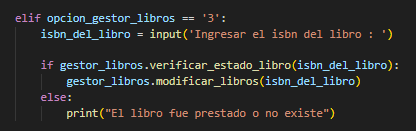 elif opcion_gestor_libros == '3':
    isbn_del_libro = input('Ingresar el isbn del libro : ')
    if gestor_libros.verificar_estado_libro(isbn_del_libro):
        gestor_libros.modificar_libros(isbn_del_libro)
    else:
        print("El libro fue prestado o no existe")